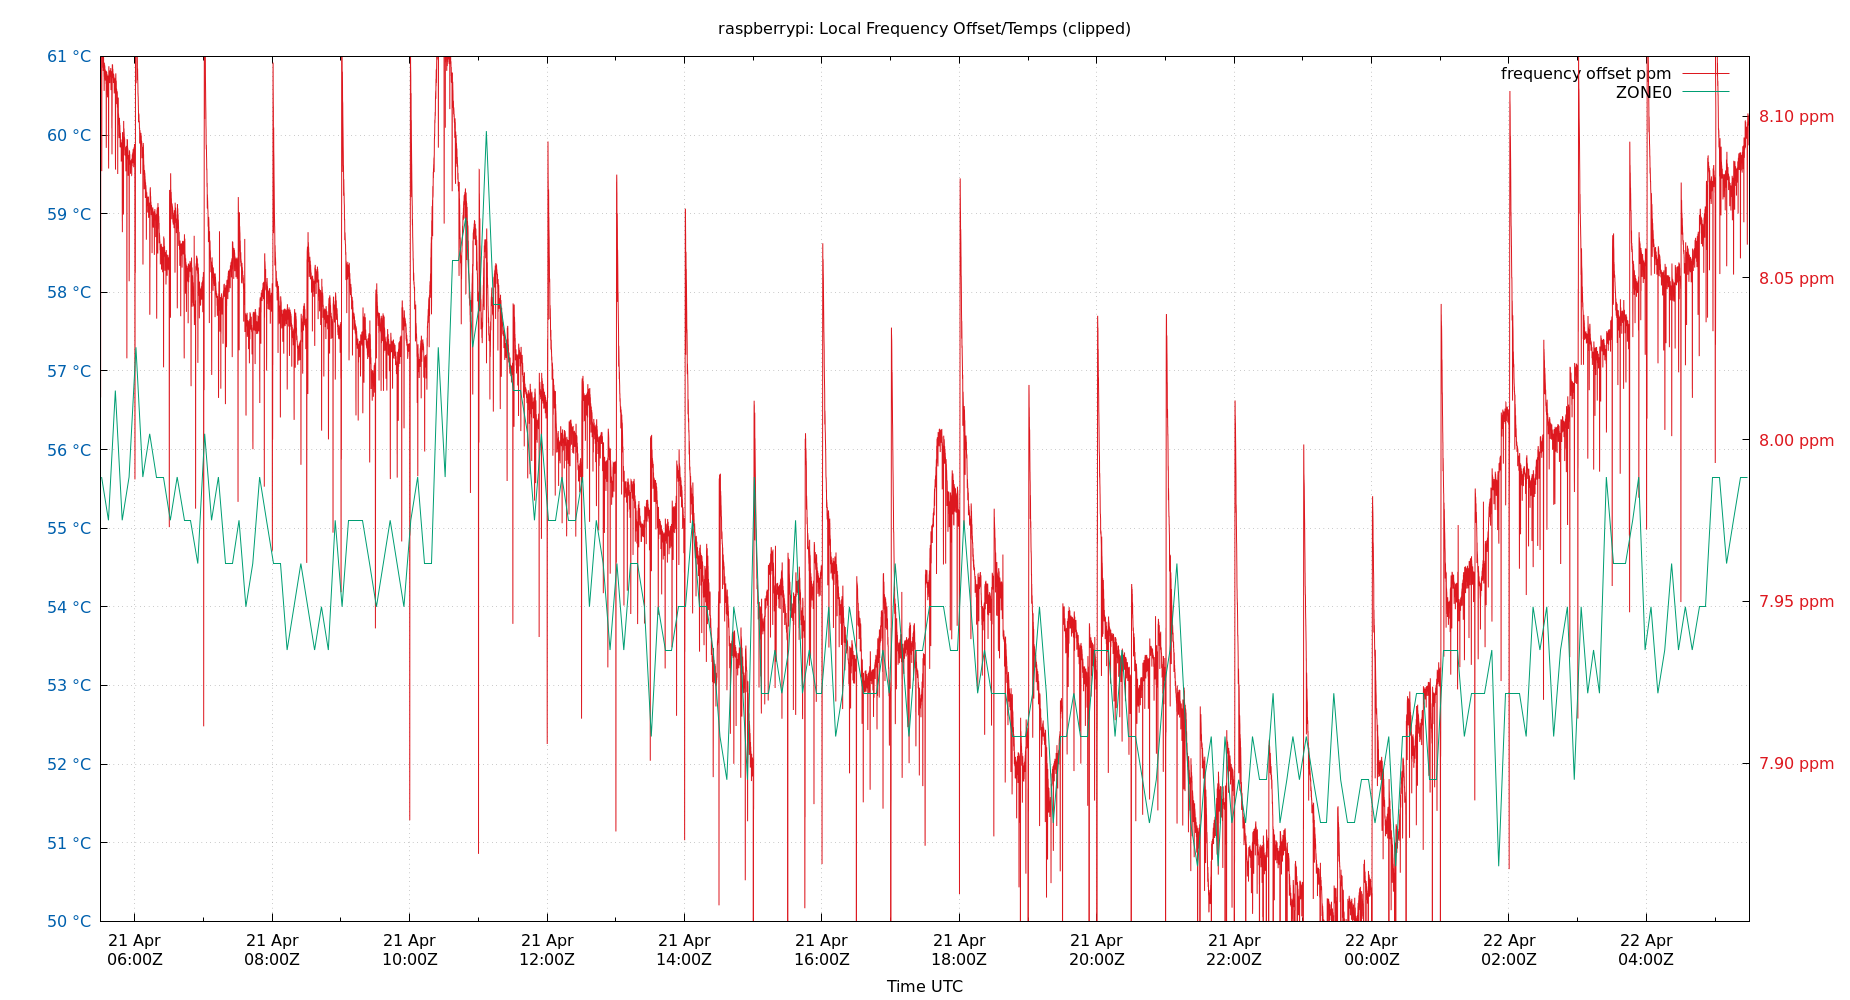 raspberrypi: Local Frequency Offset/Temps (clipped)
61 °C
60 °C
59 °C
58 °C
57 °C
56 °C
55 °C
54 °C
53 °C
52 °C
51 °C
50 °C
frequency offset ppm
ZONE0
8.10 ppm
8.05 ppm
8.00 ppm
7.95 ppm
7.90 ppm
21 Apr
06:00Z
21 Apr
08:00Z
21 Apr
10:00Z
21 Apr
12:00Z
21 Apr
14:00Z
21 Apr
16:00Z
21 Apr
18:00Z
21 Apr
20:00Z
21 Apr
22:00Z
22 Apr
00:00Z
22 Apr
02:00Z
22 Apr
04:00Z
Time UTC